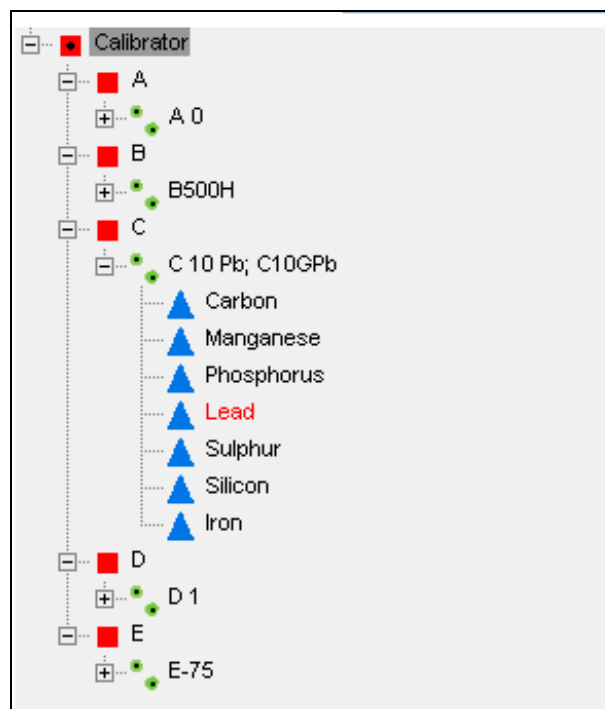 Calibrator
A
A 0
B
B500H
C
C 10 Pb; C10GPb
Carbon
Manganese
Phosphorus
Lead
Sulphur
Silicon
Iron
D
D 1
E
E-75